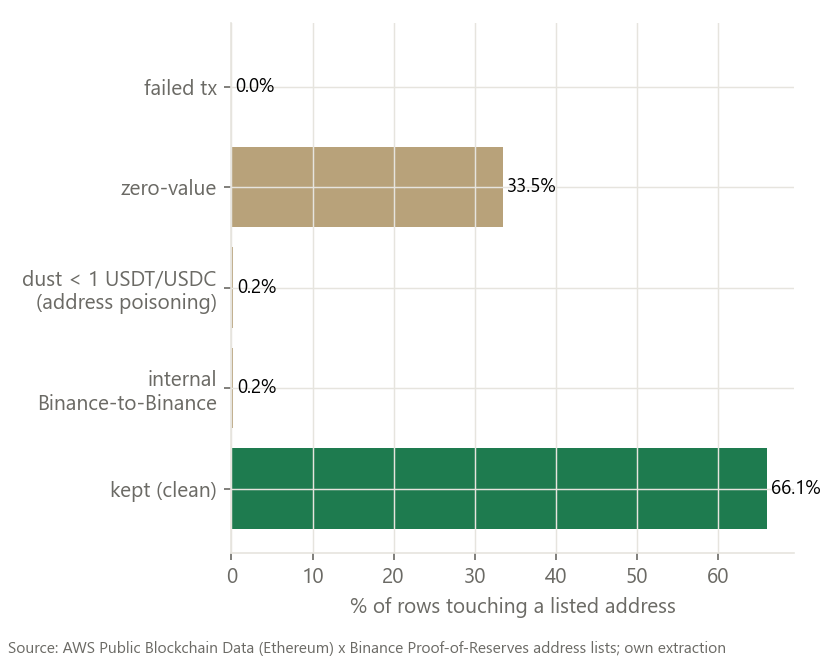 failed tx
0.0%
zero-value
33.5%
dust < 1 USDT/USDC
(address poisoning)
0.2%
internal
Binance-to-Binance
0.2%
kept (clean)
66.1%
0 10 20 30 40 50 60
% of rows touching a listed address
Source: AWS Public Blockchain Data (Ethereum) x Binance Proof-of-Reserves address lists; own extraction